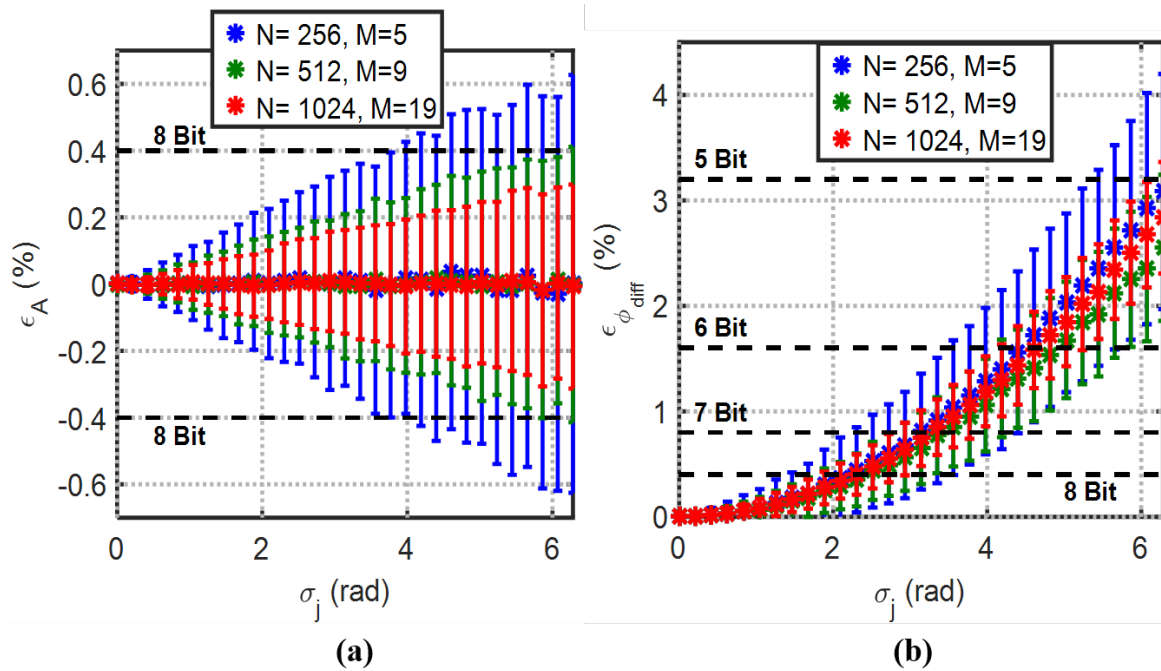 N= 256, M=5
N= 512, M=9
N= 1024, M=19
8 Bit
8 Bit
0.6
0.4
0.2
0
-0.2
-0.4
-0.6
ϵ_A (%)
0 2 4 6
σ_j (rad)
(a)
N= 256, M=5
N= 512, M=9
N= 1024, M=19
5 Bit
6 Bit
7 Bit
8 Bit
4
3
2
1
0
ϵ_ϕ_diff (%)
0 2 4 6
σ_j (rad)
(b)